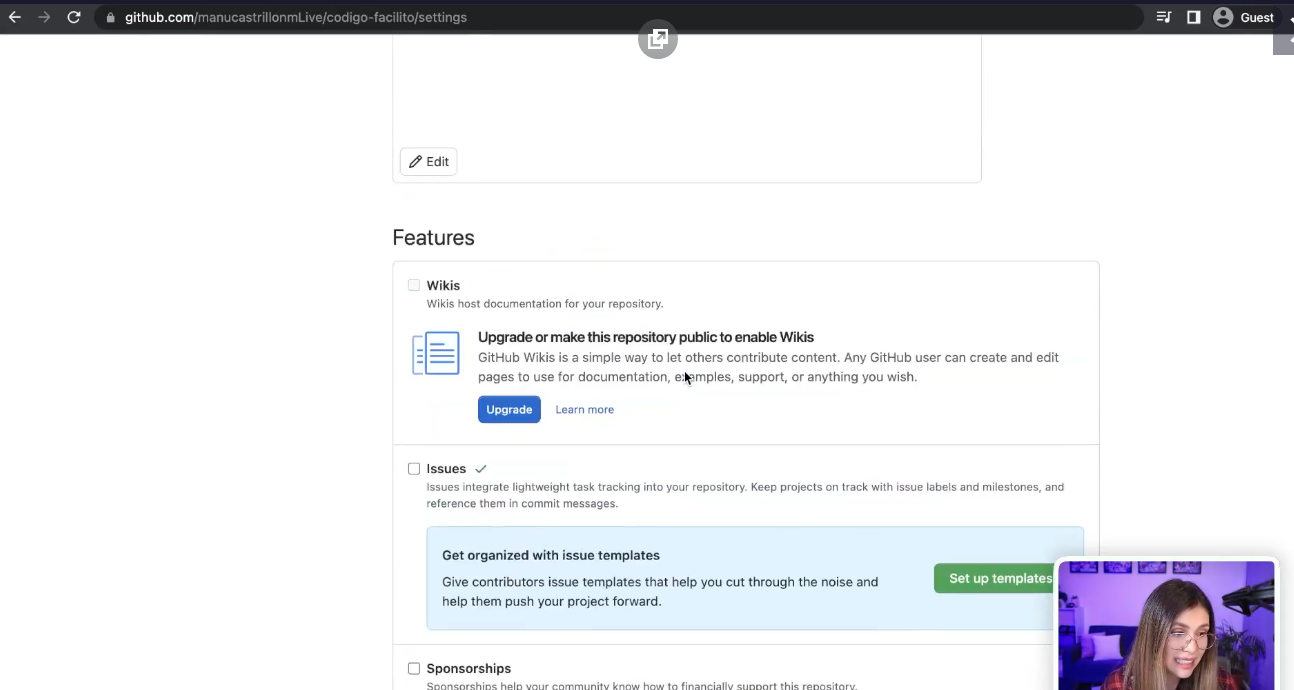 github.com/manucastrillonmLive/codigo-facilito/settings
Guest
Edit
Features
Wikis
Wikis host documentation for your repository.
Upgrade or make this repository public to enable Wikis
GitHub Wikis is a simple way to let others contribute content. Any GitHub user can create and edit
pages to use for documentation, examples, support, or anything you wish.
Upgrade
Learn more
Issues
Issues integrate lightweight task tracking into your repository. Keep projects on track with issue labels and milestones, and
reference them in commit messages.
Get organized with issue templates
Give contributors issue templates that help you cut through the noise and
help them push your project forward.
Set up templates
Sponsorships
Sponsorships help your community know how to financially support this repository.